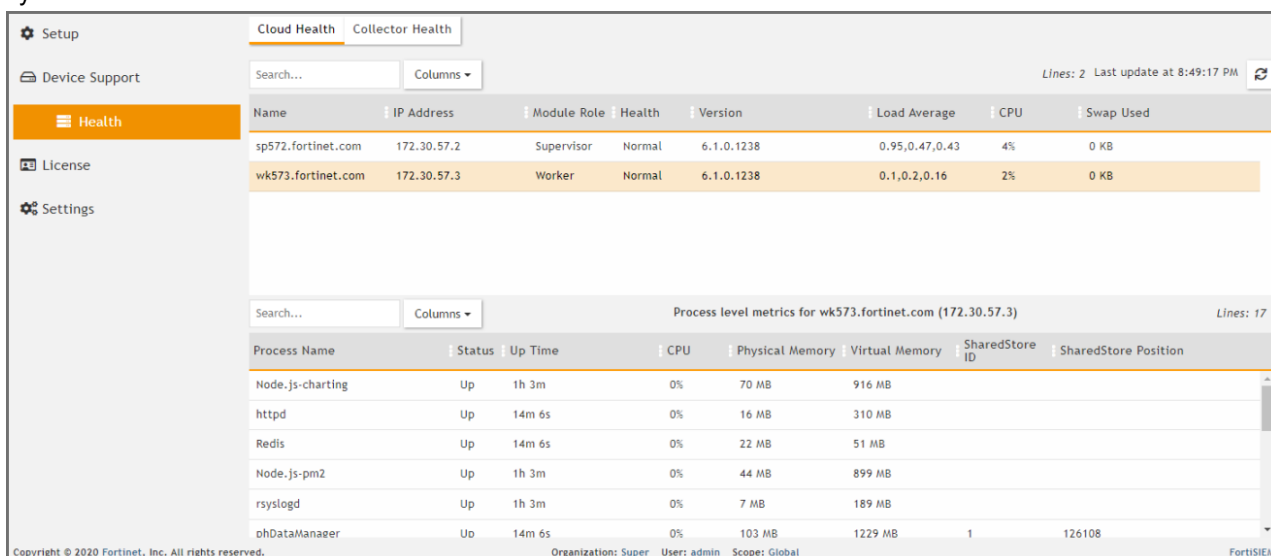 Setup
Device Support
Health
License
Settings
Cloud Health Collector Health
Search... Columns Lines: 2 Last update at 8:49:17 PM
Name IP Address Module Role Health Version Load Average CPU Swap Used
sp572.fortinet.com 172.30.57.2 Supervisor Normal 6.1.0.1238 0.95,0.47,0.43 4% 0 KB
wk573.fortinet.com 172.30.57.3 Worker Normal 6.1.0.1238 0.1,0.2,0.16 2% 0 KB
Search... Columns Process level metrics for wk573.fortinet.com (172.30.57.3) Lines: 17
Process Name Status Up Time CPU Physical Memory Virtual Memory SharedStore ID SharedStore Position
Node.js-charting Up 1h 3m 0% 70 MB 916 MB
httpd Up 14m 6s 0% 16 MB 310 MB
Redis Up 14m 6s 0% 22 MB 51 MB
Node.js-pm2 Up 1h 3m 0% 44 MB 899 MB
rsyslogd Up 1h 3m 0% 7 MB 189 MB
phDataManager Up 14m 6s 0% 103 MB 1229 MB 1 126108
Copyright © 2020 Fortinet, Inc. All rights reserved. Organization: Super User: admin Scope: Global